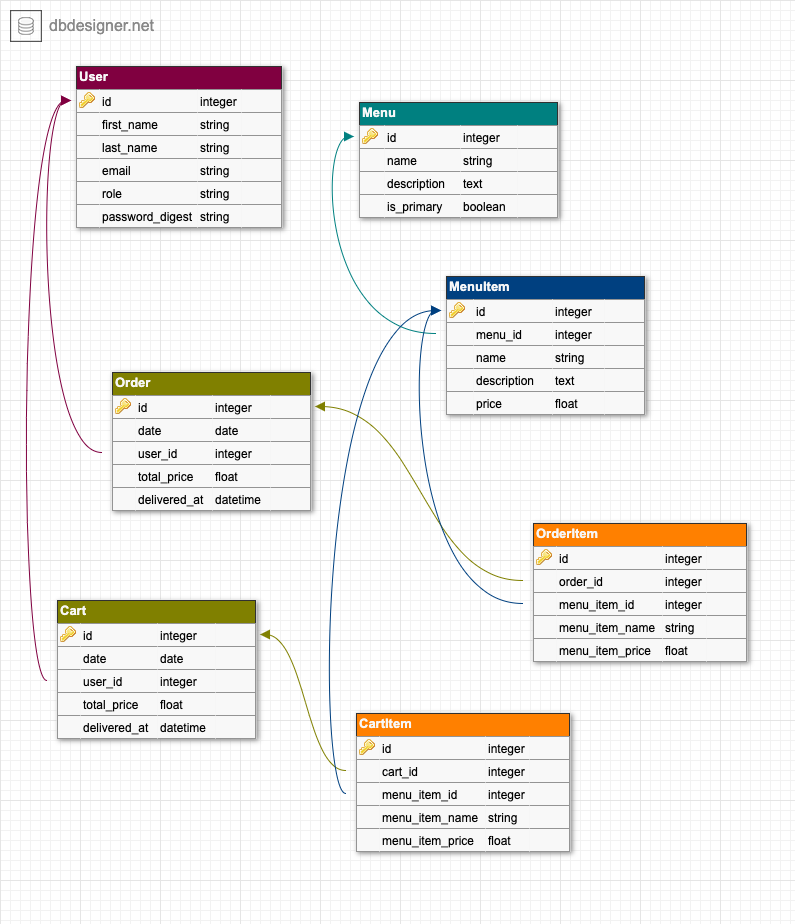 dbdesigner.net
User
id integer
first_name string
last_name string
email string
role string
password_digest string
Menu
id integer
name string
description text
is_primary boolean
MenuItem
id integer
menu_id integer
name string
description text
price float
Order
id integer
date date
user_id integer
total_price float
delivered_at datetime
OrderItem
id integer
order_id integer
menu_item_id integer
menu_item_name string
menu_item_price float
Cart
id integer
date date
user_id integer
total_price float
delivered_at datetime
CartItem
id integer
cart_id integer
menu_item_id integer
menu_item_name string
menu_item_price float